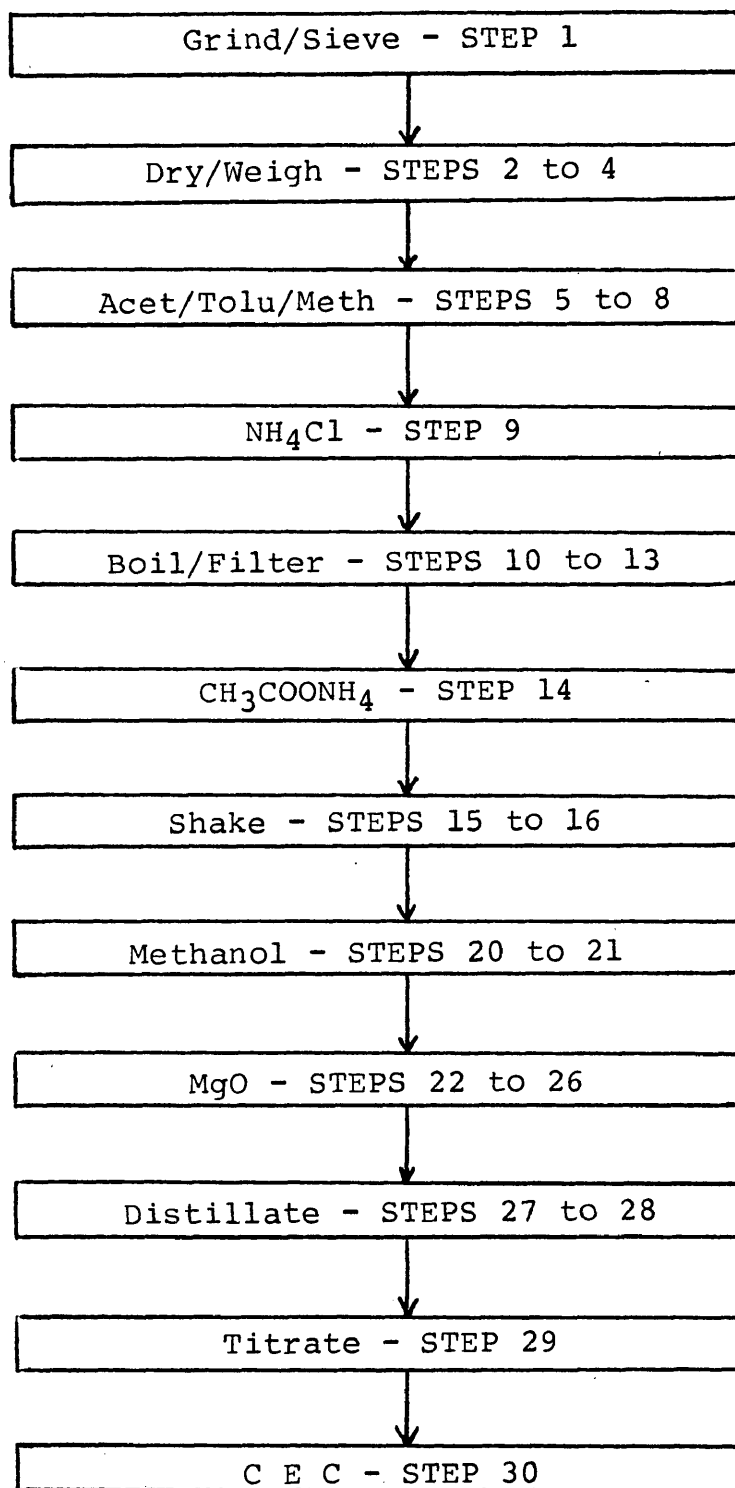 Grind/Sieve - STEP 1
Dry/Weigh - STEPS 2 to 4
Acet/Tolu/Meth - STEPS 5 to 8
NH₄Cl - STEP 9
Boil/Filter - STEPS 10 to 13
CH₃COONH₄ - STEP 14
Shake - STEPS 15 to 16
Methanol - STEPS 20 to 21
MgO - STEPS 22 to 26
Distillate - STEPS 27 to 28
Titrate - STEP 29
C E C - STEP 30